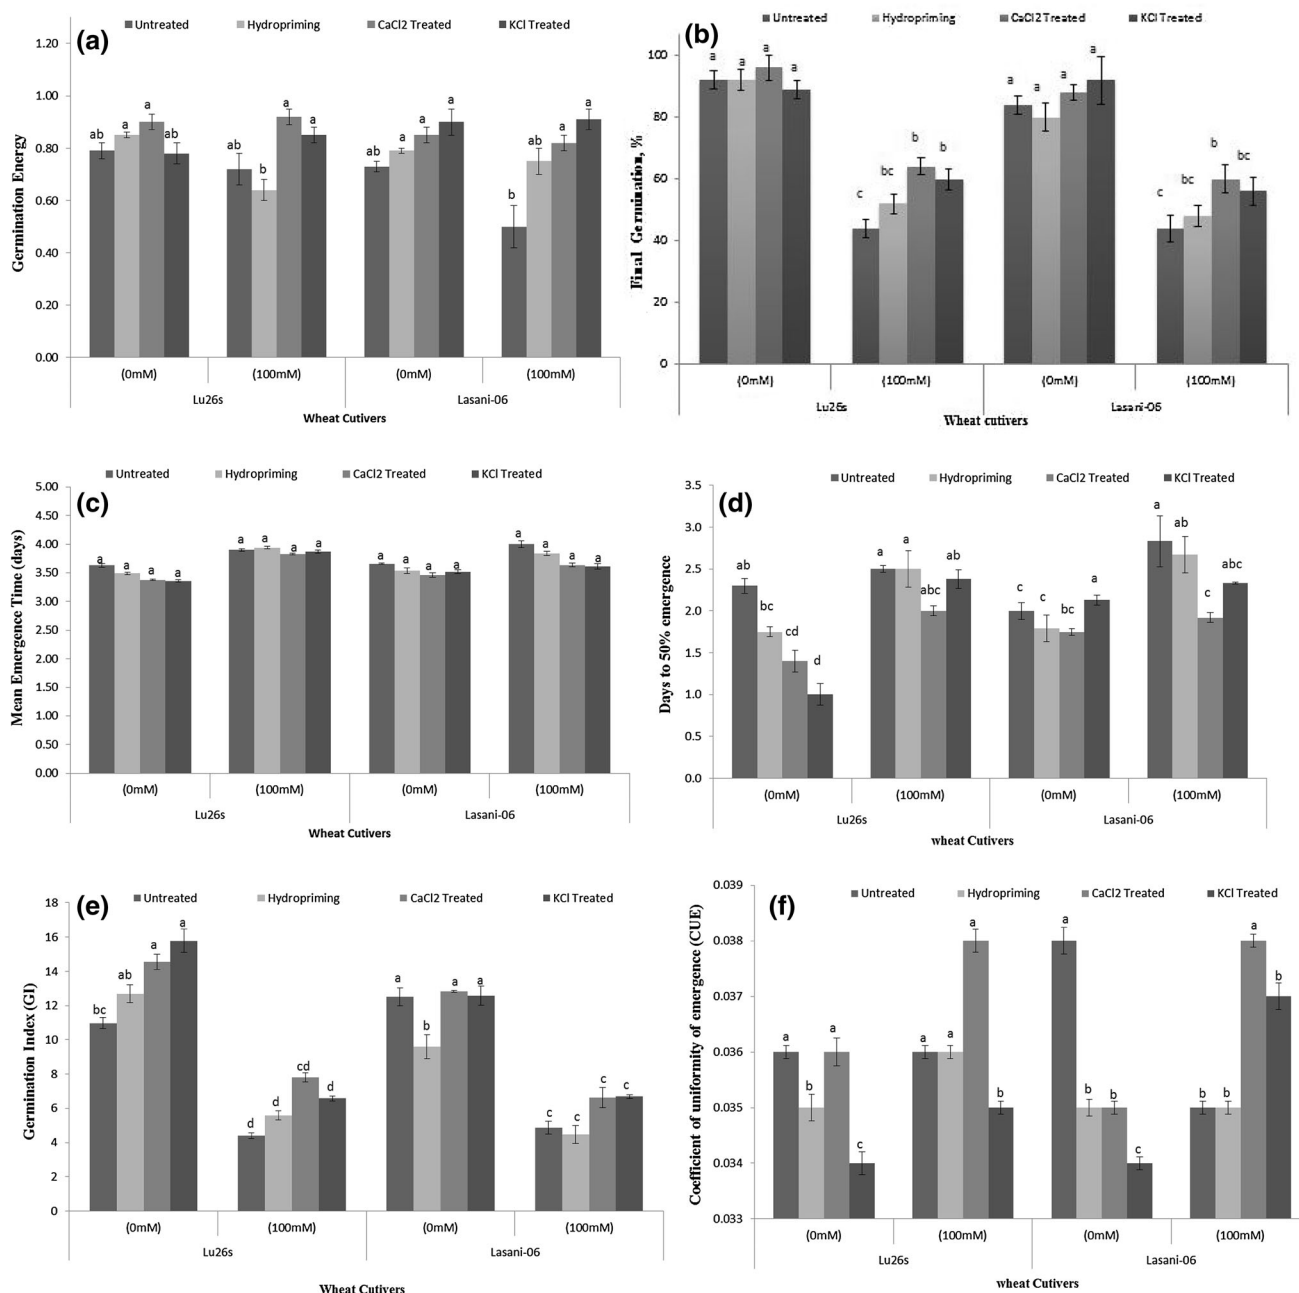 Untreated Hydropriming CaCl2 Treated KCl Treated
(a)
1.20
1.00
0.80
0.60
0.40
0.20
0.00
Germination Energy
ab a a ab
ab b a a
ab a a a
b ab a a
(0mM) (100mM) (0mM) (100mM)
Lu26s Lasani-06
Wheat Cutivers
Untreated Hydropriming CaCl2 Treated KCl Treated
(b)
100
80
60
40
20
0
Final Germination, %
a a a a
c bc b b
a a a a
c bc b bc
(0mM) (100mM) (0mM) (100mM)
Lu26s Lasani-06
Wheat cutivers
Untreated Hydropriming CaCl2 Treated KCl Treated
(c)
5.00
4.50
4.00
3.50
3.00
2.50
2.00
1.50
1.00
0.50
0.00
Mean Emergence Time (days)
a a a a
a a a a
a a a a
a a a a
(0mM) (100mM) (0mM) (100mM)
Lu26s Lasani-06
Wheat Cutivers
Untreated Hydropriming CaCl2 Treated KCl Treated
(d)
3.5
3.0
2.5
2.0
1.5
1.0
0.5
0.0
Days to 50% emergence
ab bc cd d
a a abc ab
c c bc a
a ab c abc
(0mM) (100mM) (0mM) (100mM)
Lu26s Lasani-06
wheat Cutivers
Untreated Hydropriming CaCl2 Treated KCl Treated
(e)
18
16
14
12
10
8
6
4
2
0
Germination Index (GI)
bc ab a a
d d cd d
a b a a
c c c c
(0mM) (100mM) (0mM) (100mM)
Lu26s Lasani-06
Wheat Cutivers
Untreated Hydropriming CaCl2 Treated KCl Treated
(f)
0.039
0.038
0.037
0.036
0.035
0.034
0.033
Coefficient of uniformity of emergence (CUE)
a b a c
a a a b
a b b c
b b a b
(0mM) (100mM) (0mM) (100mM)
Lu26s Lasani-06
wheat Cutivers